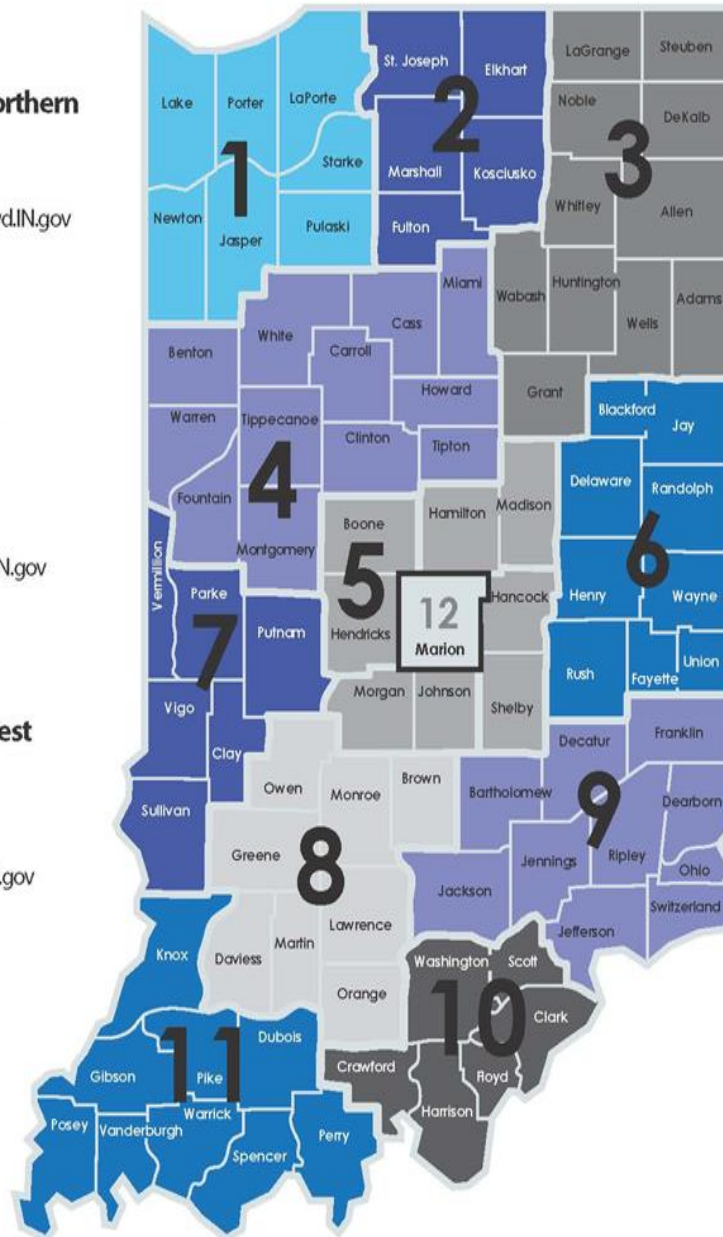 orthern
d.IN.gov
N.gov
est
.gov
Lake
Porter
LaPorte
Starke
Newton
Jasper
Pulaski
1
St. Joseph
Elkhart
Marshall
Kosciusko
Fulton
2
LaGrange
Steuben
Noble
DeKalb
Whitley
Allen
Wabash
Huntington
Wells
Adams
Grant
3
Miami
White
Cass
Carroll
Benton
Howard
Warren
Tippecanoe
Clinton
Tipton
Fountain
Montgomery
4
Boone
Hamilton
Madison
Hendricks
Hancock
Morgan
Johnson
Shelby
5
12
Marion
Blackford
Jay
Delaware
Randolph
Henry
Wayne
Rush
Fayette
Union
6
Vermillion
Parke
Putnam
Vigo
Clay
Sullivan
7
Owen
Monroe
Brown
Greene
Lawrence
Daviess
Martin
Orange
8
Decatur
Franklin
Bartholomew
Dearborn
Jennings
Ripley
Ohio
Jackson
Switzerland
Jefferson
9
Washington
Scott
Clark
Crawford
Floyd
Harrison
10
Knox
Dubois
Gibson
Pike
Posey
Vanderburgh
Warrick
Spencer
Perry
11